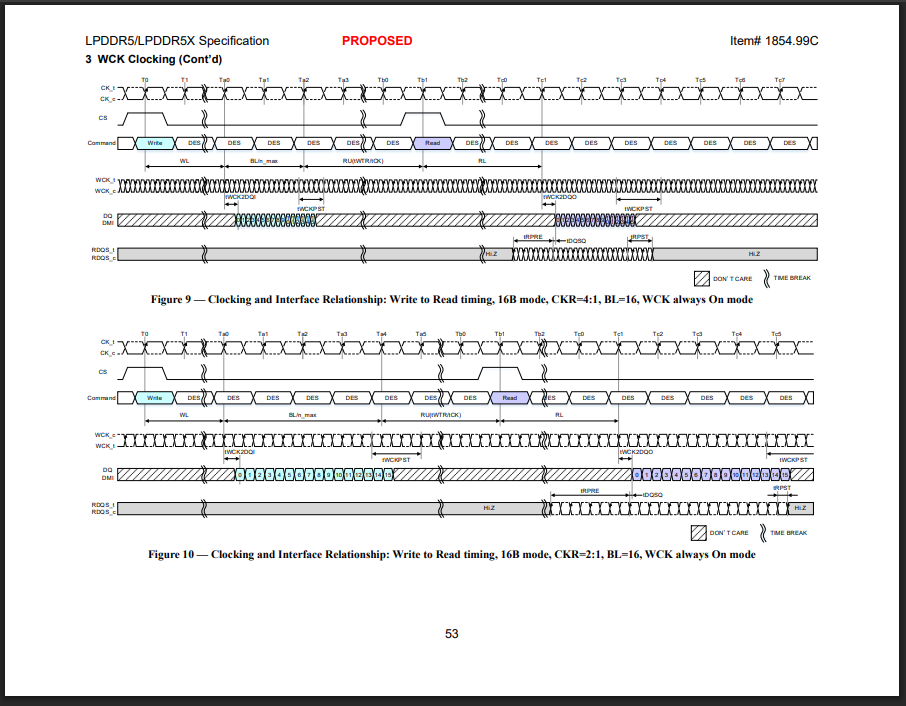 LPDDR5/LPDDR5X Specification PROPOSED Item# 1854.99C
3 WCK Clocking (Cont'd)
T0 T1 Ta0 Ta1 Ta2 Ta3 Tb0 Tb1 Tb2 Tc0 Tc1 Tc2 Tc3 Tc4 Tc5 Tc6 Tc7
CK_t
CK_c
CS
Command Write DES DES DES DES DES DES Read DES DES DES DES DES DES DES DES DES
WL BL/n_max RU(tWTR/tCK) RL
WCK_t
WCK_c
tWCK2DQI tWCK2DQO
tWCKPST tWCKPST
DQ
DMI
tRPRE tDQSQ tRPST
RDQS_t
RDQS_c
Hi.Z Hi.Z
DON' T CARE TIME BREAK
Figure 9 — Clocking and Interface Relationship: Write to Read timing, 16B mode, CKR=4:1, BL=16, WCK always On mode
T0 T1 Ta0 Ta1 Ta2 Ta3 Ta4 Ta5 Tb0 Tb1 Tb2 Tc0 Tc1 Tc2 Tc3 Tc4 Tc5
CK_t
CK_c
CS
Command Write DES DES DES DES DES DES DES DES Read DES DES DES DES DES DES DES
WL BL/n_max RU(tWTR/tCK) RL
WCK_c
WCK_t
tWCK2DQI tWCK2DQO
tWCKPST tWCKPST
DQ
DMI
0 1 2 3 4 5 6 7 8 9 10 11 12 13 14 15 0 1 2 3 4 5 6 7 8 9 10 11 12 13 14 15
tRPRE tDQSQ tRPST
RDQS_t
RDQS_c
Hi.Z Hi.Z
DON' T CARE TIME BREAK
Figure 10 — Clocking and Interface Relationship: Write to Read timing, 16B mode, CKR=2:1, BL=16, WCK always On mode
53